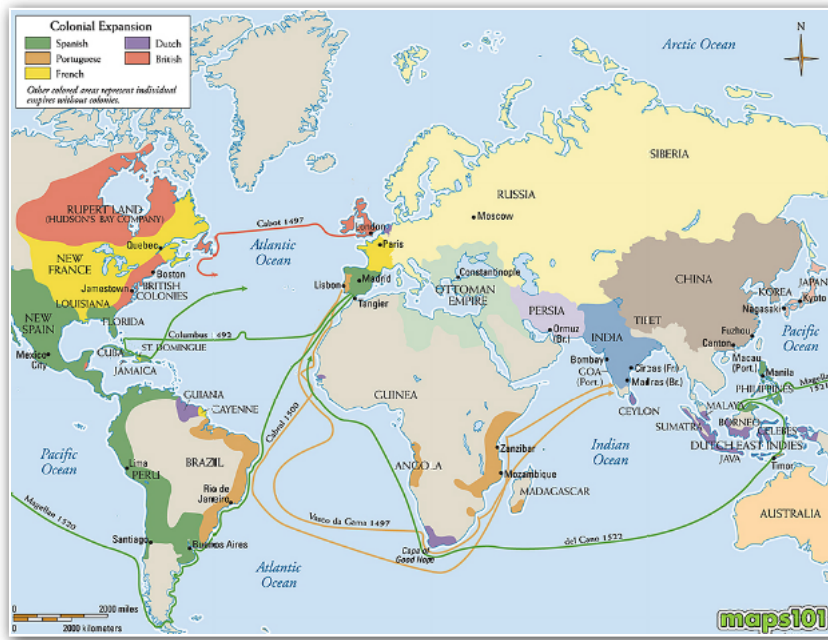 Colonial Expansion
Spanish
Portuguese
French
Dutch
British
Other colored areas represent individual
empires without colonies.
N
Arctic Ocean
SIBERIA
RUSSIA
Moscow
RUPERT LAND
(HUDSON'S BAY COMPANY)
Cabot 1497
London
Paris
Quebec
Atlantic
Ocean
NEW
FRANCE
Boston
BRITISH
COLONIES
Jamestown
LOUISIANA
Lisbon
Madrid
Tangier
Constantinople
OTTOMAN
EMPIRE
CHINA
KOREA
JAPAN
Kyoto
Nagasaki
PERSIA
TIBET
NEW
SPAIN
FLORIDA
Columbus 1492
Ormuz
(Br.)
INDIA
Fuzhou
Canton
Pacific
Ocean
Mexico
City
CUBA
ST. DOMINGUE
JAMAICA
Bombay
GOA
(Port.)
Madras (Br.)
Macau
(Port.)
Manila
PHILIPPINES
Magellan
1521
GUIANA
CAYENNE
GUINEA
CEYLON
MALAYA
SUMATRA
BORNEO
CELEBES
DUTCH EAST INDIES
JAVA
Timor
Cabral 1500
Pacific
Ocean
Lima
PERU
BRAZIL
Rio de
Janeiro
ANGOLA
Zanzibar
Mozambique
MADAGASCAR
Indian
Ocean
AUSTRALIA
Magellan 1520
Vasco da Gama 1497
del Cano 1522
Santiago
Buenos Aires
Cape of
Good Hope
Atlantic
Ocean
0 2000 miles
0 2000 kilometers
maps101